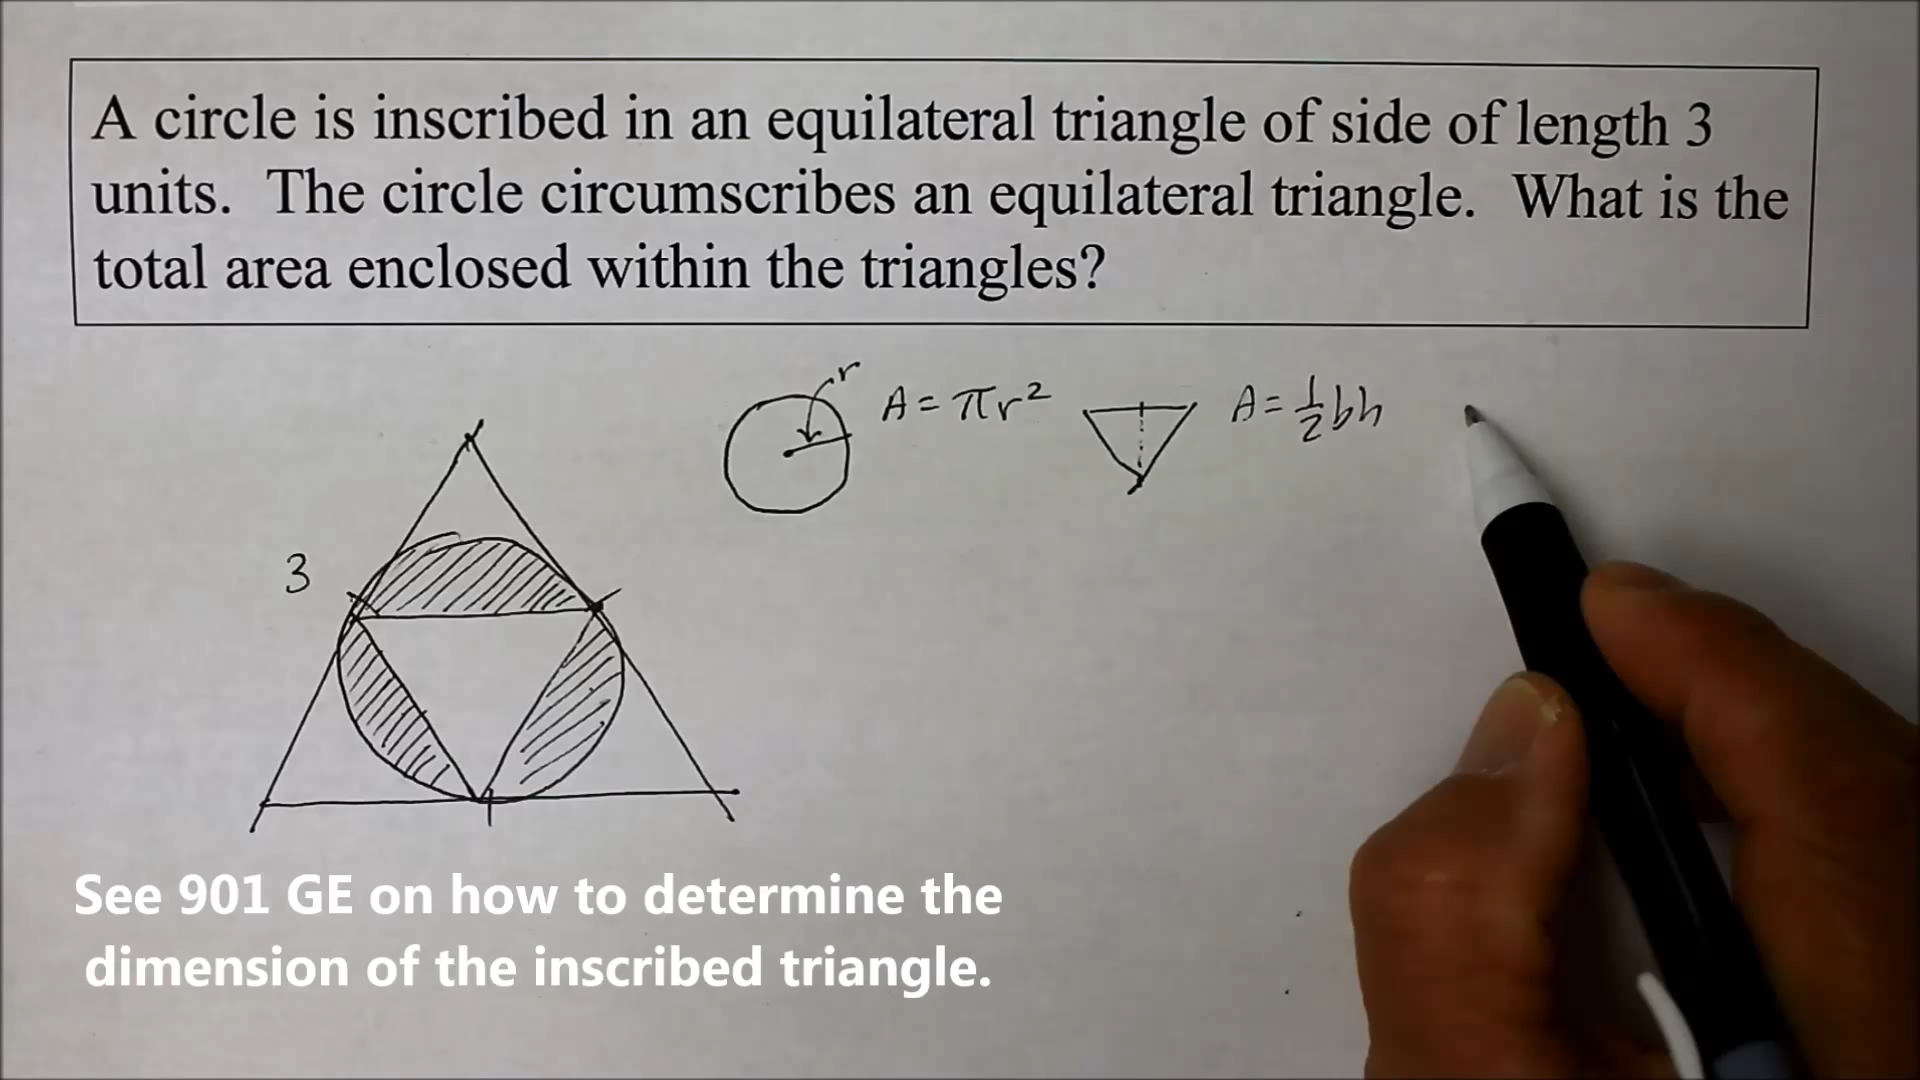 A circle is inscribed in an equilateral triangle of side of length 3
units. The circle circumscribes an equilateral triangle. What is the
total area enclosed within the triangles?
r
A = πr²
A = ½bh
3
See 901 GE on how to determine the
dimension of the inscribed triangle.